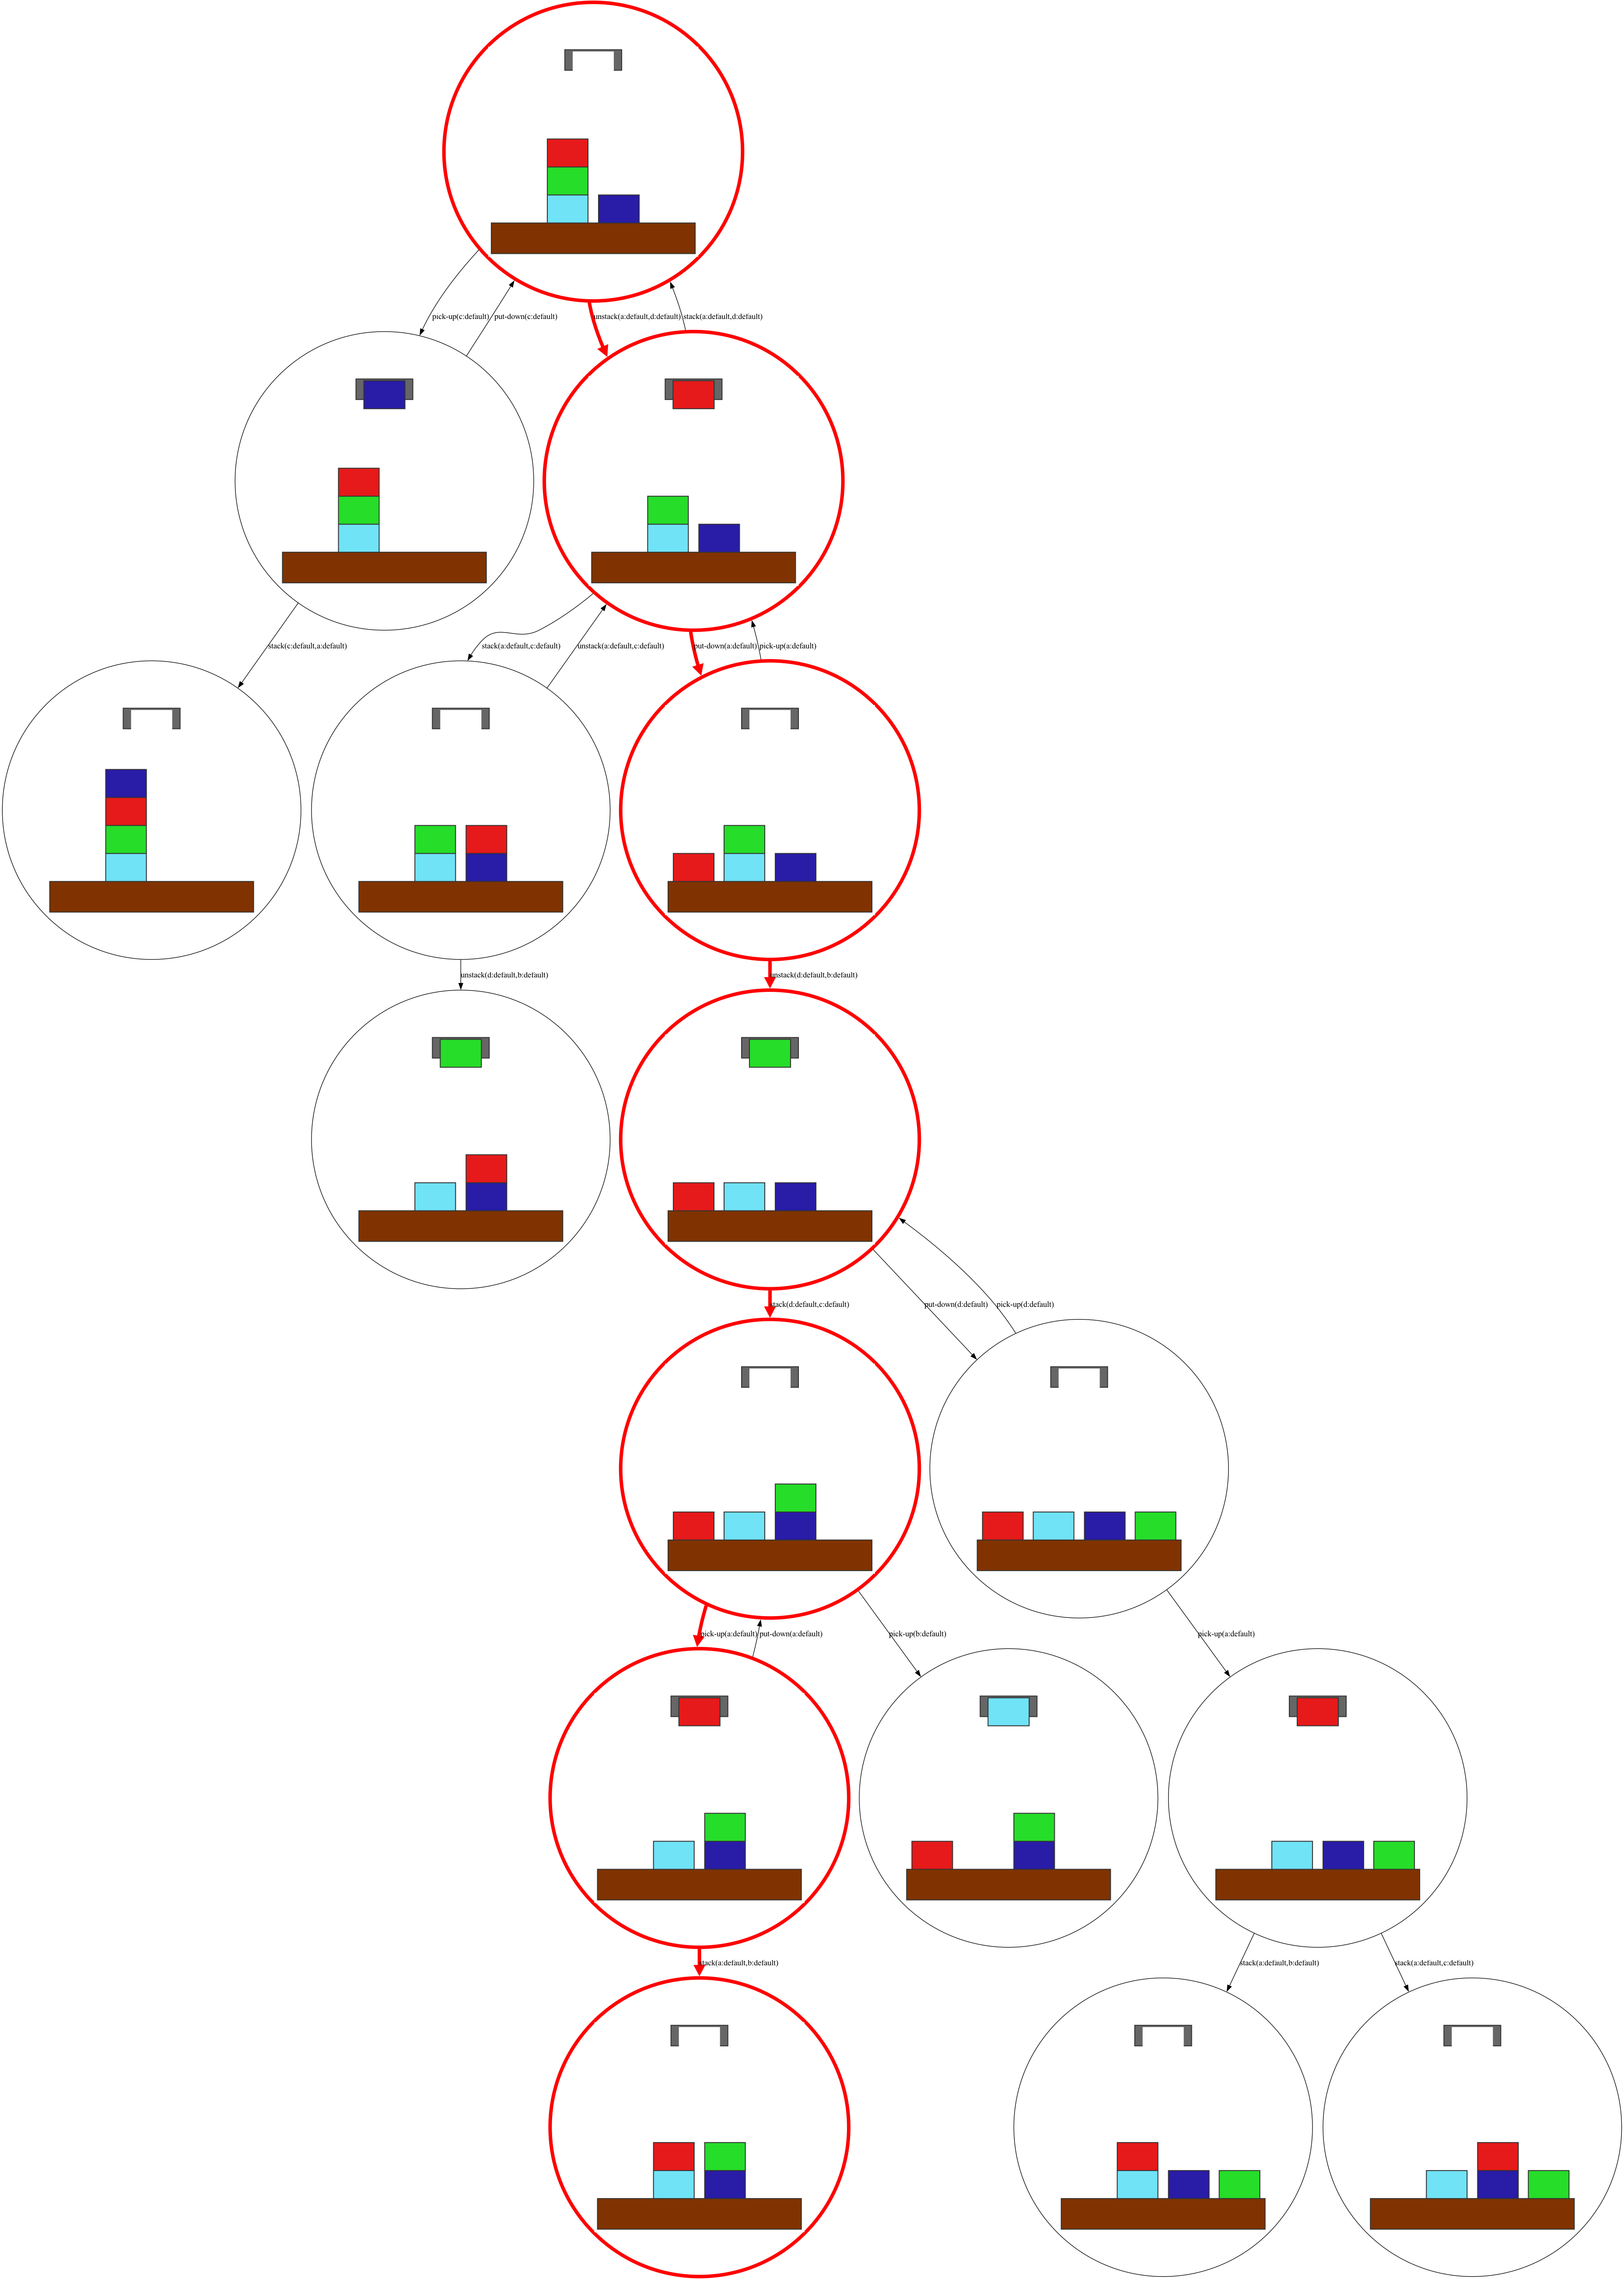 pick-up(c:default)
put-down(c:default)
unstack(a:default,d:default)
stack(a:default,d:default)
stack(c:default,a:default)
stack(a:default,c:default)
unstack(a:default,c:default)
put-down(a:default)
pick-up(a:default)
unstack(d:default,b:default)
unstack(d:default,b:default)
stack(d:default,c:default)
put-down(d:default)
pick-up(d:default)
pick-up(a:default)
put-down(a:default)
pick-up(b:default)
pick-up(a:default)
stack(a:default,b:default)
stack(a:default,b:default)
stack(a:default,c:default)